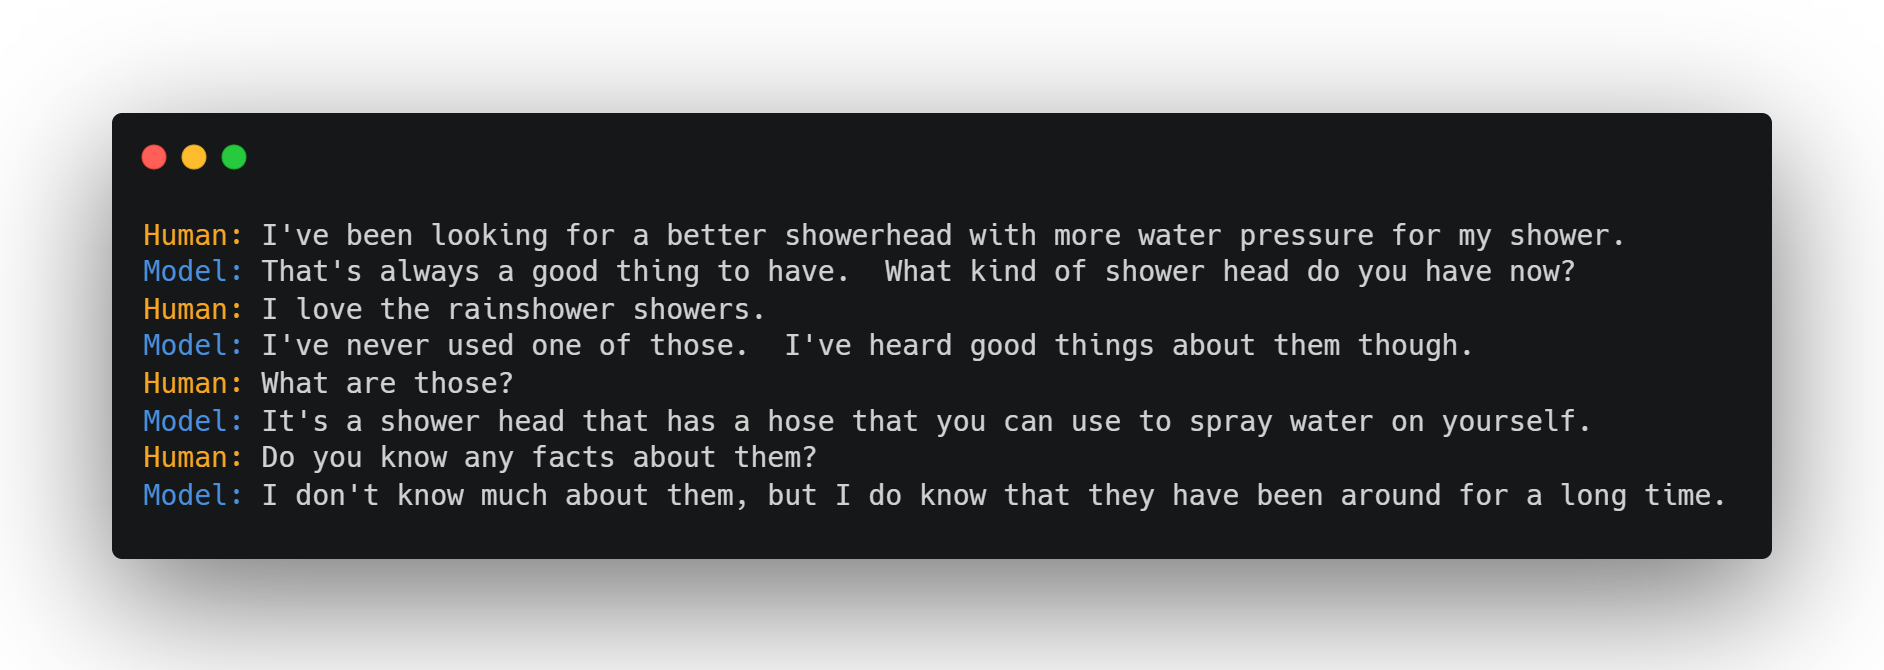 Human: I've been looking for a better showerhead with more water pressure for my shower.
Model: That's always a good thing to have.  What kind of shower head do you have now?
Human: I love the rainshower showers.
Model: I've never used one of those.  I've heard good things about them though.
Human: What are those?
Model: It's a shower head that has a hose that you can use to spray water on yourself.
Human: Do you know any facts about them?
Model: I don't know much about them, but I do know that they have been around for a long time.